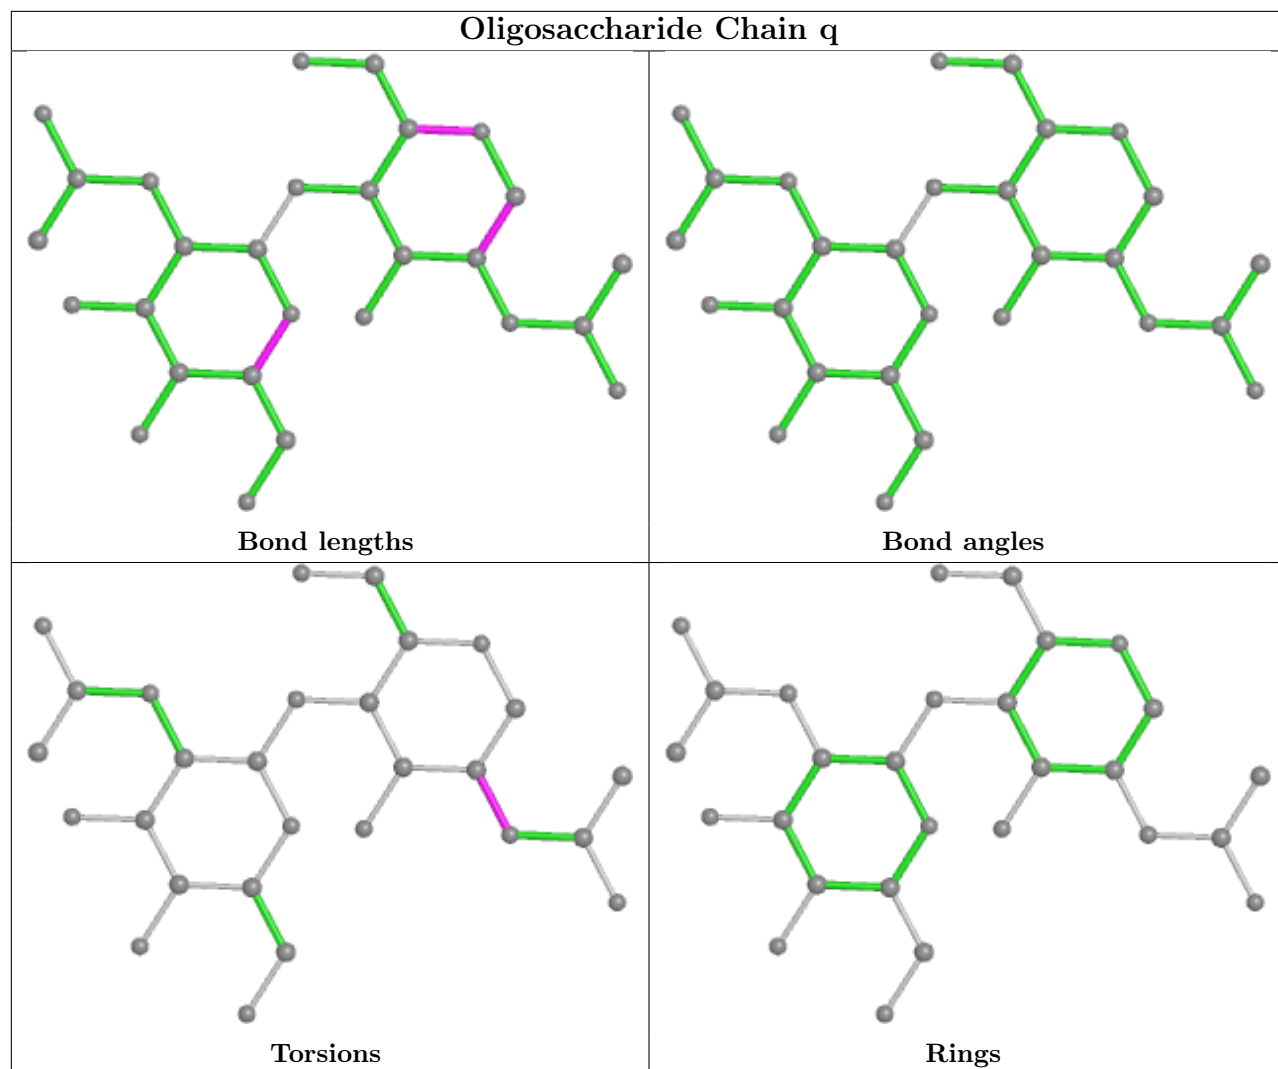 Oligosaccharide Chain q
Bond lengths
Bond angles
Torsions
Rings